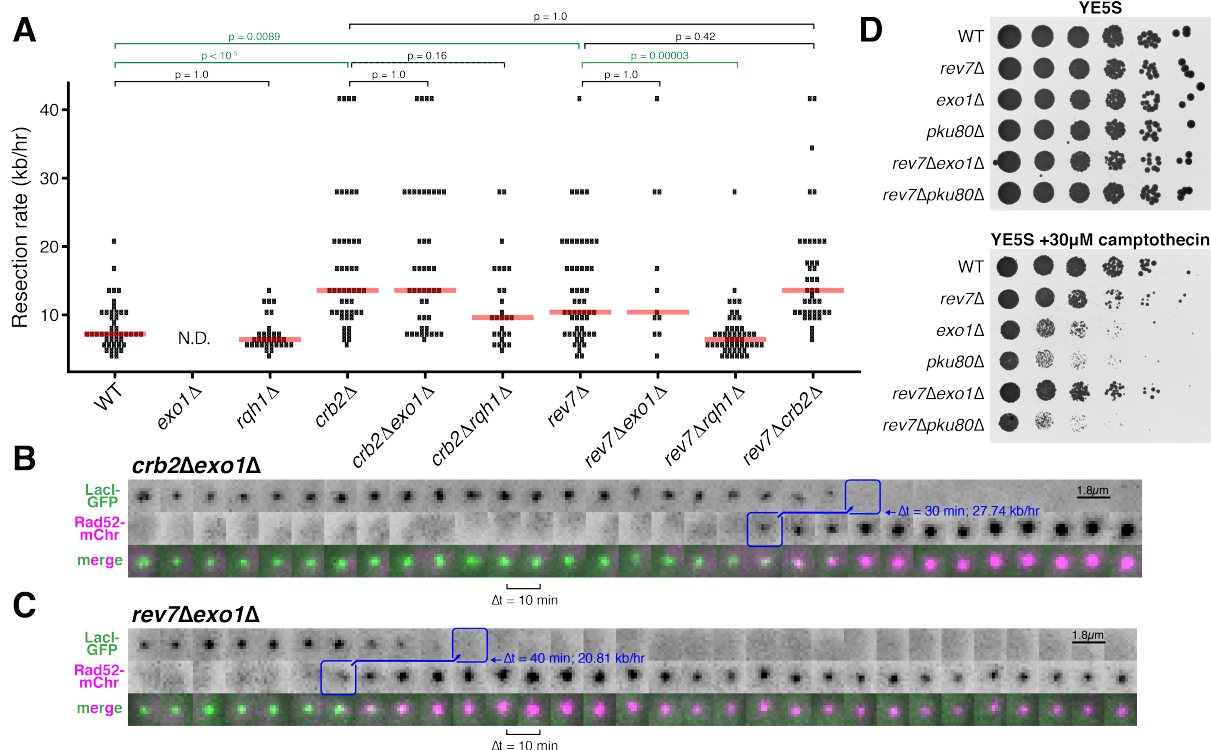 A
p = 1.0
p = 0.0089
p = 0.42
p < 10⁻⁵
p = 0.16
p = 0.00003
p = 1.0
p = 1.0
p = 1.0
Resection rate (kb/hr)
40
30
20
10
N.D.
WT
exo1Δ
rqh1Δ
crb2Δ
crb2Δexo1Δ
crb2Δrqh1Δ
rev7Δ
rev7Δexo1Δ
rev7Δrqh1Δ
rev7Δcrb2Δ
D
YE5S
WT
rev7Δ
exo1Δ
pku80Δ
rev7Δexo1Δ
rev7Δpku80Δ
YE5S +30µM camptothecin
WT
rev7Δ
exo1Δ
pku80Δ
rev7Δexo1Δ
rev7Δpku80Δ
B
crb2Δexo1Δ
LacI-
GFP
1.8µm
Δt = 30 min; 27.74 kb/hr
Rad52-
mChr
merge
Δt = 10 min
C
rev7Δexo1Δ
LacI-
GFP
1.8µm
Δt = 40 min; 20.81 kb/hr
Rad52-
mChr
merge
Δt = 10 min